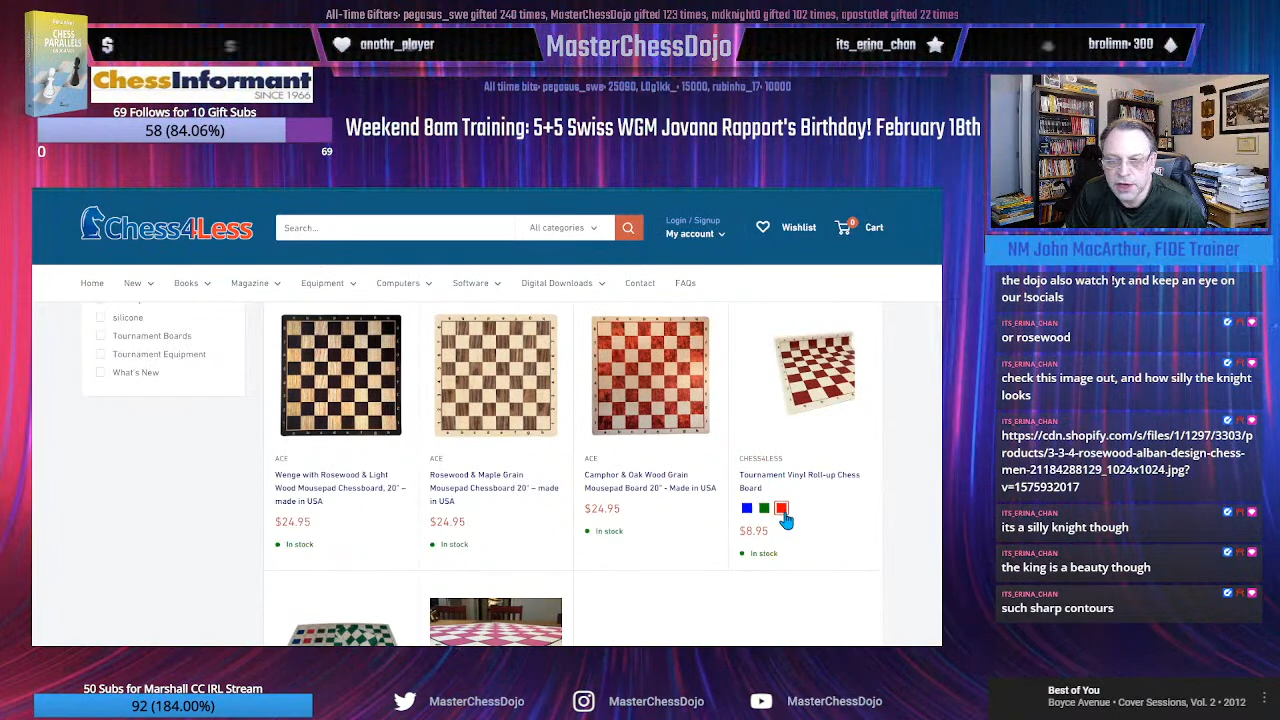 All-Time Gifters• pegasus_swe gifted 240 times, MasterChessDojo gifted 123 times, mdknight0 gifted 102 times, apostatlet gifted 22 times
CHESS
PARALLELS
$
$
anothr_player
MasterChessDojo
its_erina_chan
brolimn• 300
ChessInformant
SINCE 1966
All tiime bits• pegasus_swe• 25090, L0g1kk_• 15000, rubinho_17• 10000
69 Follows for 10 Gift Subs
58 (84.06%)
0
69
Weekend 8am Training: 5+5 Swiss WGM Jovana Rapport's Birthday! February 18th
Chess4Less
Search...
All categories
Login / Signup
My account
Wishlist
0
Cart
Home
New
Books
Magazine
Equipment
Computers
Software
Digital Downloads
Contact
FAQs
silicone
Tournament Boards
Tournament Equipment
What's New
ACE
Wenge with Rosewood & Light
Wood Mousepad Chessboard, 20" –
made in USA
$24.95
In stock
ACE
Rosewood & Maple Grain
Mousepad Chessboard 20" – made
in USA
$24.95
In stock
ACE
Camphor & Oak Wood Grain
Mousepad Board 20" - Made in USA
$24.95
In stock
CHESS4LESS
Tournament Vinyl Roll-up Chess
Board
$8.95
In stock
NM John MacArthur, FIDE Trainer
the dojo also watch !yt and keep an eye on
our !socials
ITS_ERINA_CHAN
or rosewood
ITS_ERINA_CHAN
check this image out, and how silly the knight
looks
ITS_ERINA_CHAN
https://cdn.shopify.com/s/files/1/1297/3303/p
roducts/3-3-4-rosewood-alban-design-chess-
men-21184288129_1024x1024.jpg?
v=1575932017
ITS_ERINA_CHAN
its a silly knight though
ITS_ERINA_CHAN
the king is a beauty though
ITS_ERINA_CHAN
such sharp contours
50 Subs for Marshall CC IRL Stream
92 (184.00%)
MasterChessDojo
MasterChessDojo
MasterChessDojo
Best of You
Boyce Avenue • Cover Sessions, Vol. 2 • 2012